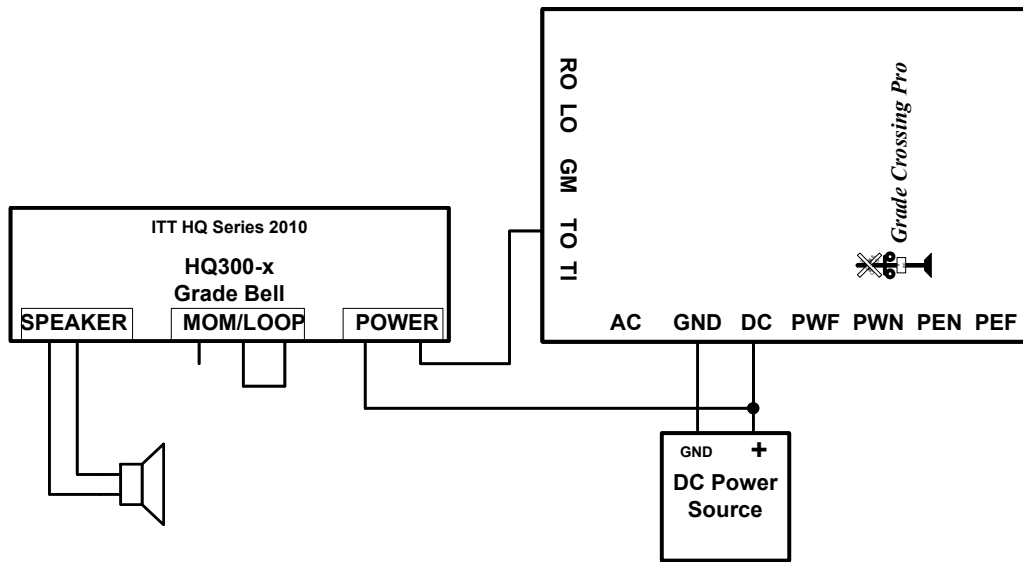 RO LO GM TO TI
Grade Crossing Pro
ITT HQ Series 2010
HQ300-x
Grade Bell
SPEAKER MOM/LOOP POWER
AC GND DC PWF PWN PEN PEF
GND +
DC Power
Source